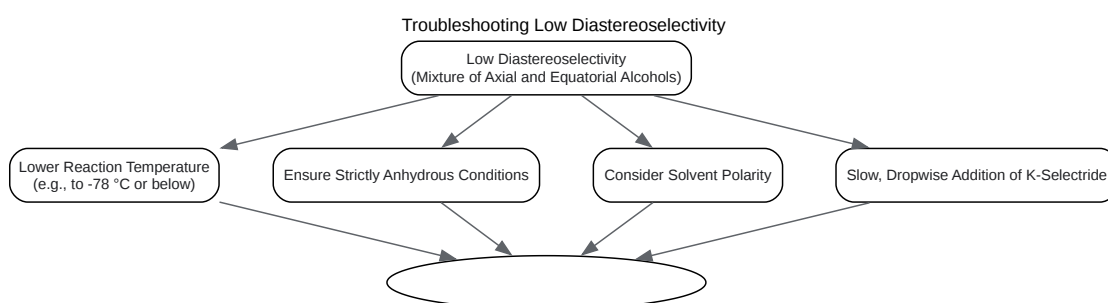 Troubleshooting Low Diastereoselectivity
Low Diastereoselectivity
(Mixture of Axial and Equatorial Alcohols)
Lower Reaction Temperature
(e.g., to -78 °C or below)
Ensure Strictly Anhydrous Conditions
Consider Solvent Polarity
Slow, Dropwise Addition of K-Selectride